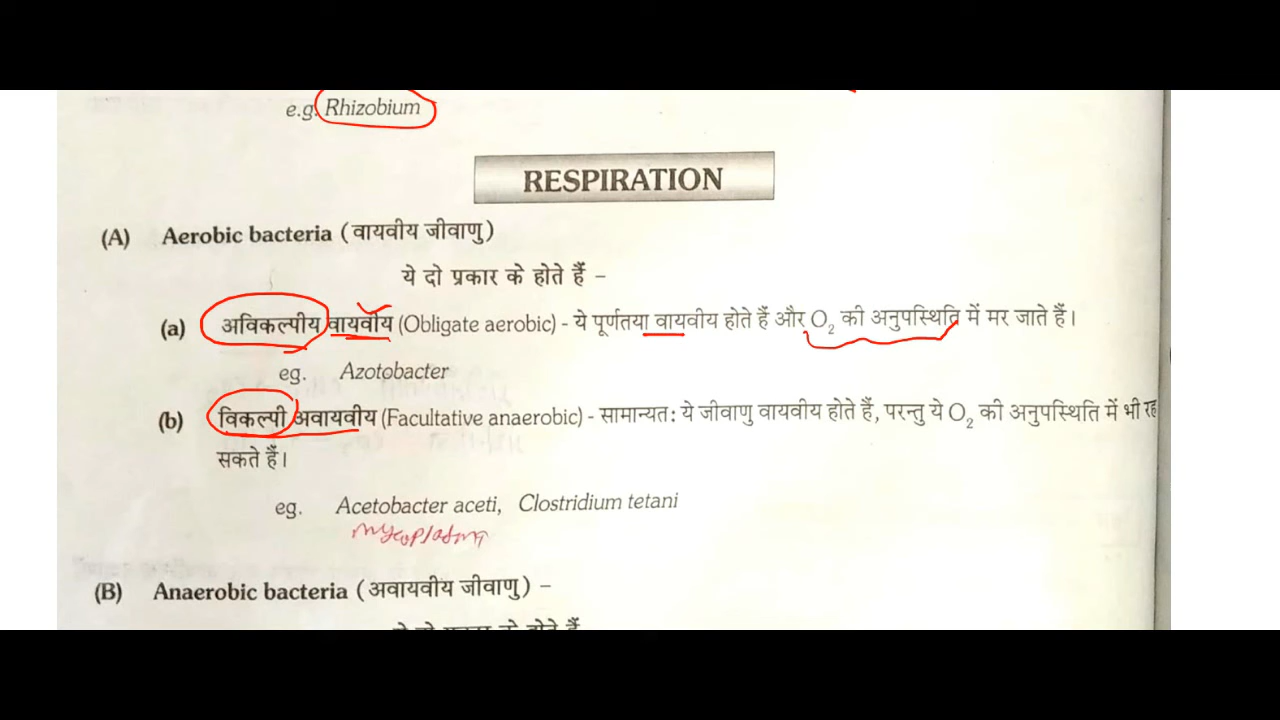 e.g. Rhizobium
RESPIRATION
(A) Aerobic bacteria (वायवीय जीवाणु)
ये दो प्रकार के होते हैं –
(a) अविकल्पीय वायवीय (Obligate aerobic) - ये पूर्णतया वायवीय होते हैं और O₂ की अनुपस्थिति में मर जाते हैं।
eg. Azotobacter
(b) विकल्पी अवायवीय (Facultative anaerobic) - सामान्यतः ये जीवाणु वायवीय होते हैं, परन्तु ये O₂ की अनुपस्थिति में भी रह
सकते हैं।
eg. Acetobacter aceti, Clostridium tetani
mycoplasma
(B) Anaerobic bacteria (अवायवीय जीवाणु) –